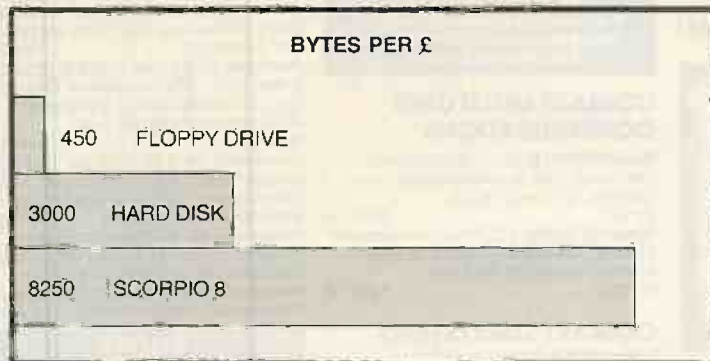 BYTES PER £
450 FLOPPY DRIVE
3000 HARD DISK
8250 SCORPIO 8